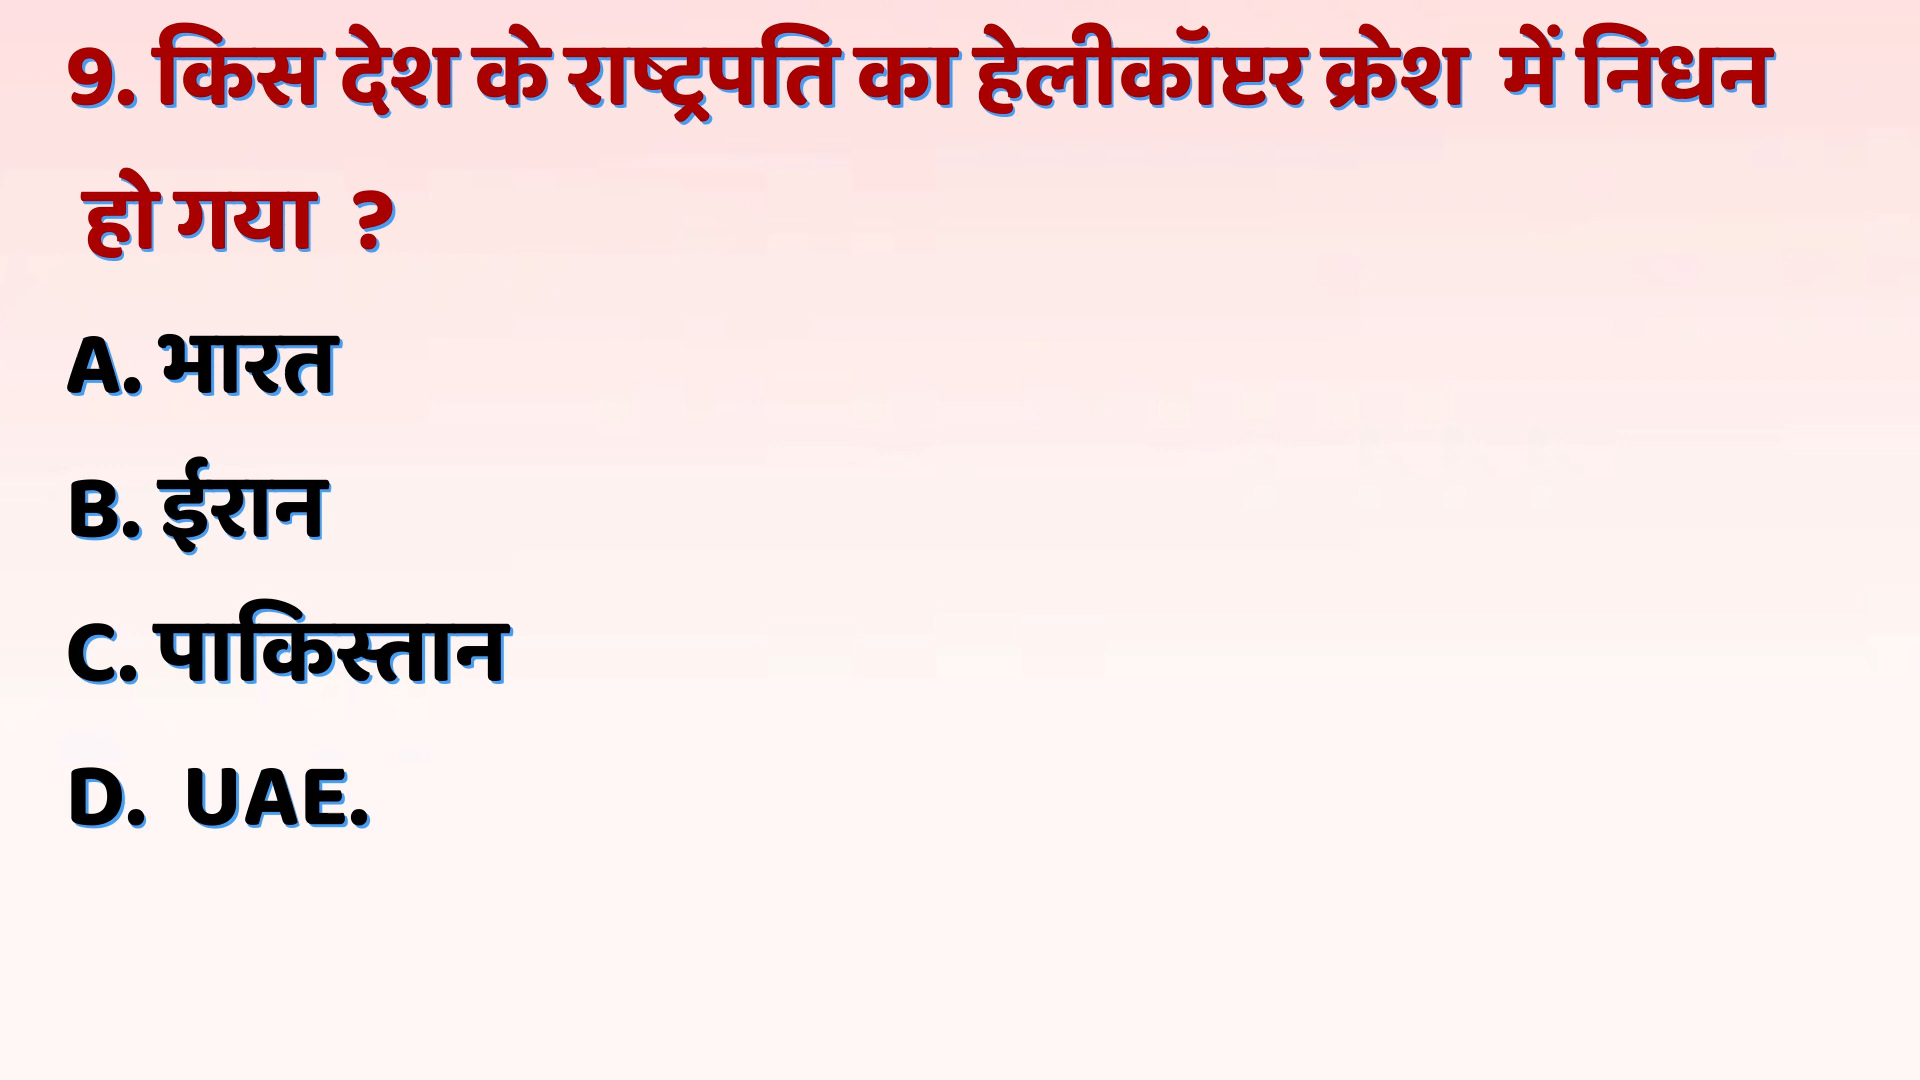 9. किस देश के राष्ट्रपति का हेलीकॉप्टर क्रेश में निधन
हो गया ?
A. भारत
B. ईरान
C. पाकिस्तान
D. UAE.